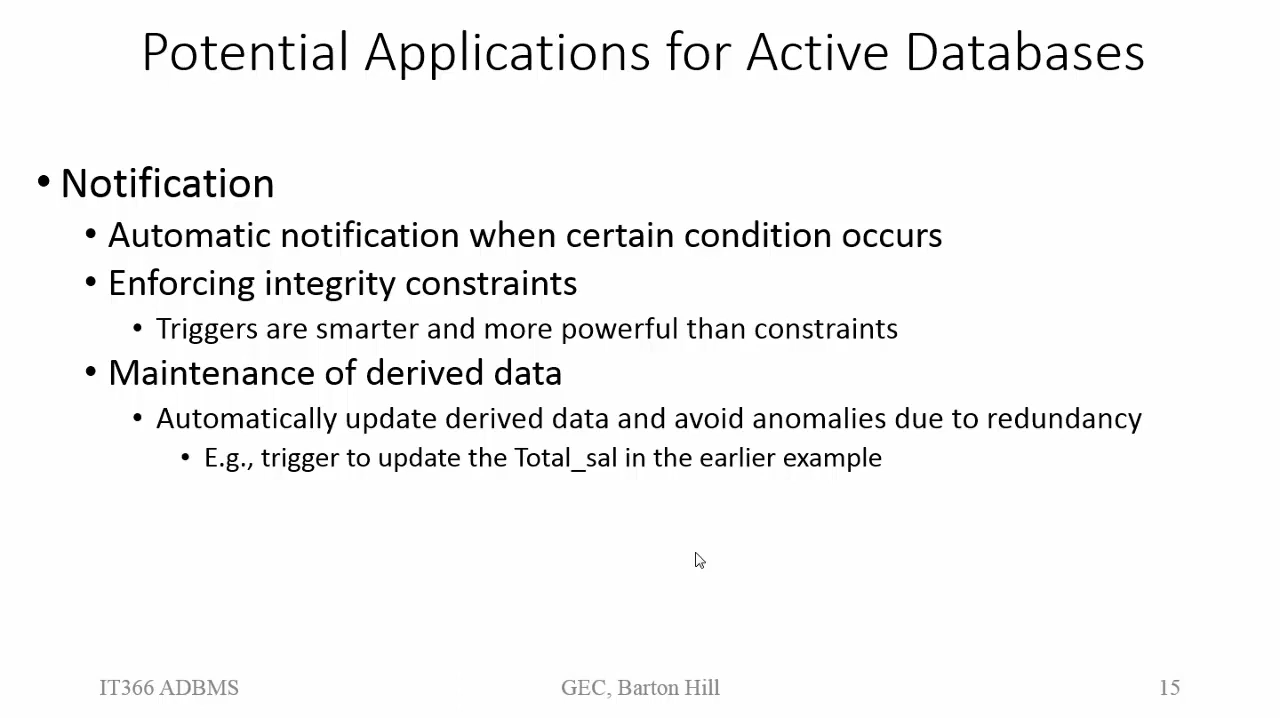 Potential Applications for Active Databases
• Notification
• Automatic notification when certain condition occurs
• Enforcing integrity constraints
• Triggers are smarter and more powerful than constraints
• Maintenance of derived data
• Automatically update derived data and avoid anomalies due to redundancy
• E.g., trigger to update the Total_sal in the earlier example
IT366 ADBMS
GEC, Barton Hill
15